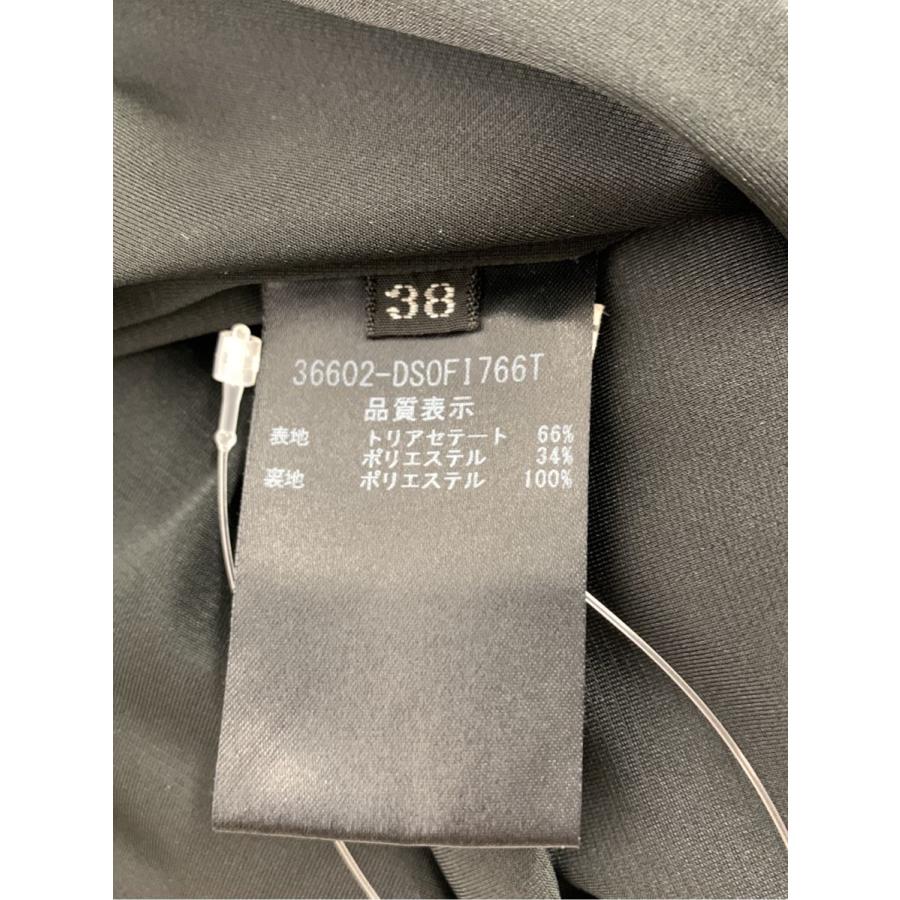 38
36602-DSOFI766T
品質表示
表地 トリアセテート 66%
ポリエステル 34%
裏地 ポリエステル 100%